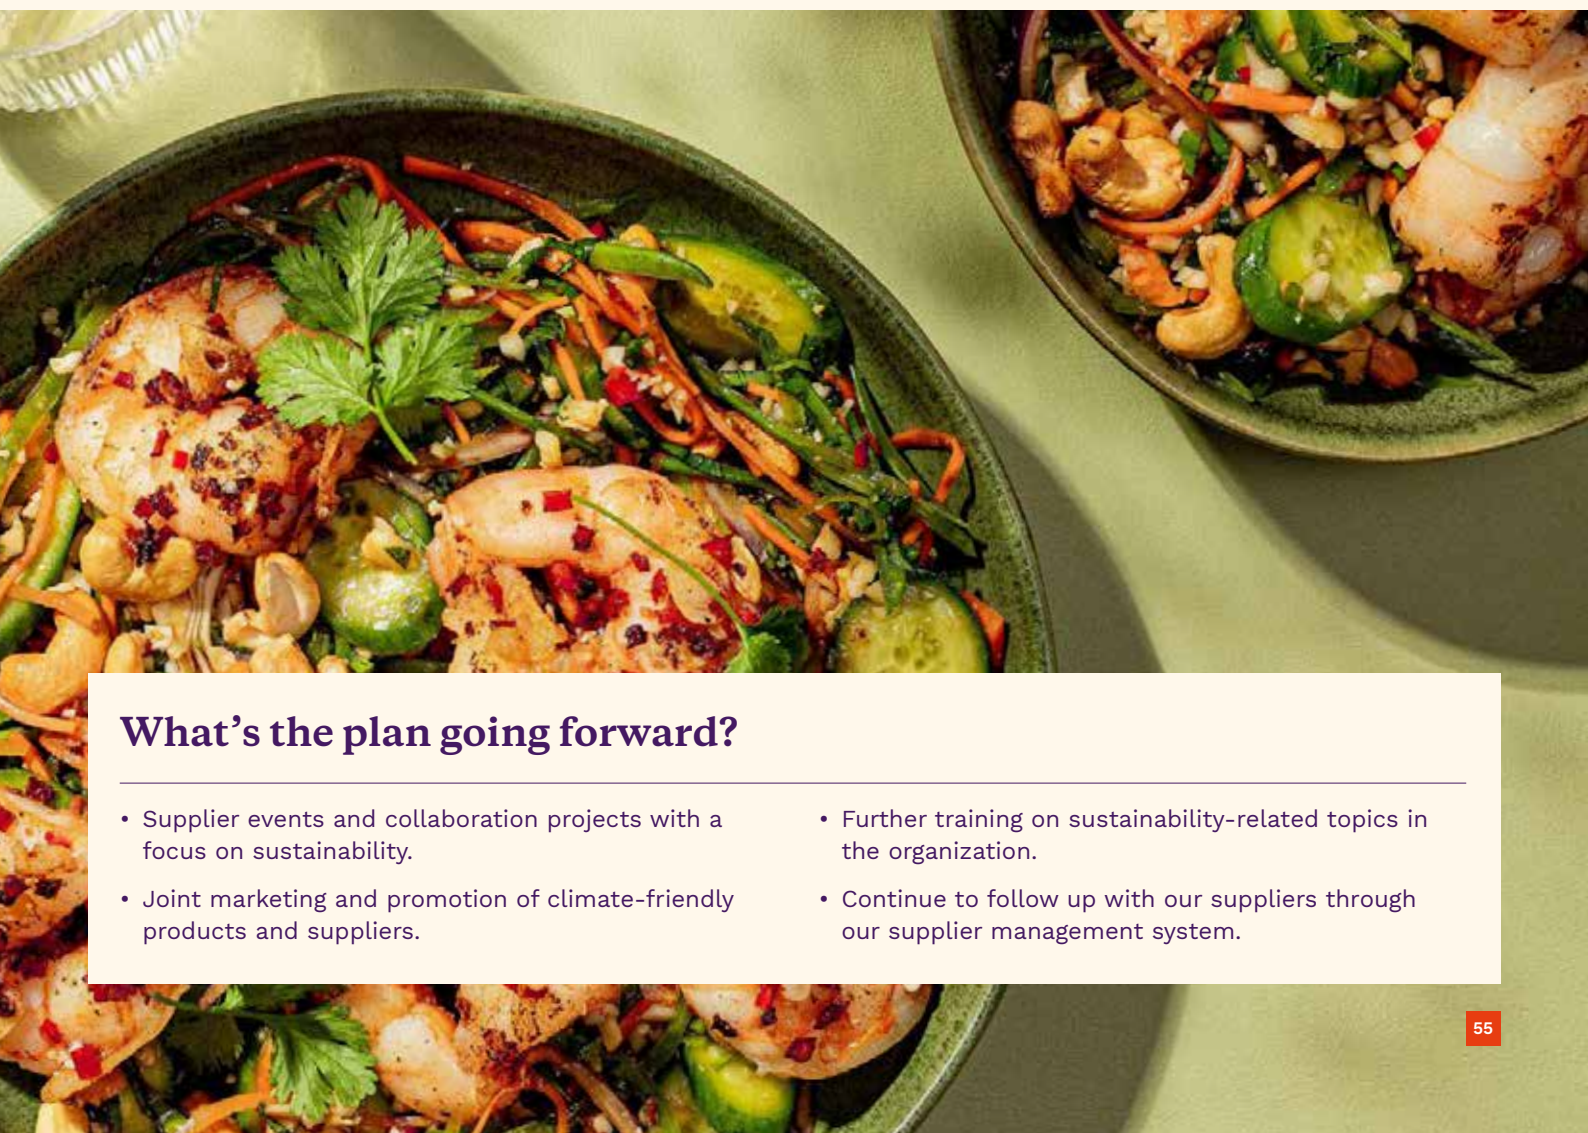 What’s the plan going forward?
• Supplier events and collaboration projects with a
focus on sustainability.
• Joint marketing and promotion of climate-friendly
products and suppliers.
• Further training on sustainability-related topics in
the organization.
• Continue to follow up with our suppliers through
our supplier management system.
55